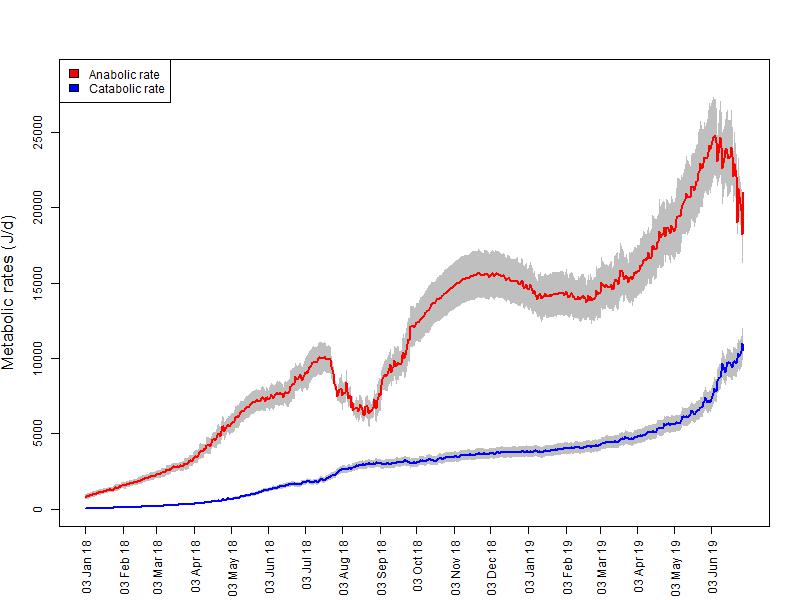 Anabolic rate
Catabolic rate
Metabolic rates (J/d)
25000
20000
15000
10000
5000
0
03 Jan 18
03 Feb 18
03 Mar 18
03 Apr 18
03 May 18
03 Jun 18
03 Jul 18
03 Aug 18
03 Sep 18
03 Oct 18
03 Nov 18
03 Dec 18
03 Jan 19
03 Feb 19
03 Mar 19
03 Apr 19
03 May 19
03 Jun 19